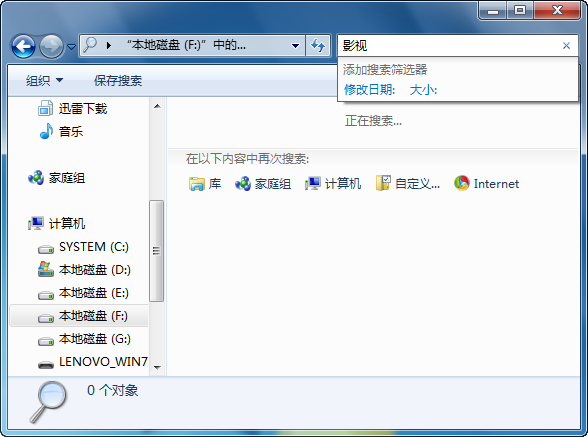 “本地磁盘 (F:)”中的...
影视
组织
保存搜索
添加搜索筛选器
修改日期: 大小:
正在搜索...
在以下内容中再次搜索:
库 家庭组 计算机 自定义... Internet
迅雷下载
音乐
家庭组
计算机
SYSTEM (C:)
本地磁盘 (D:)
本地磁盘 (E:)
本地磁盘 (F:)
本地磁盘 (G:)
LENOVO_WIN7
0 个对象